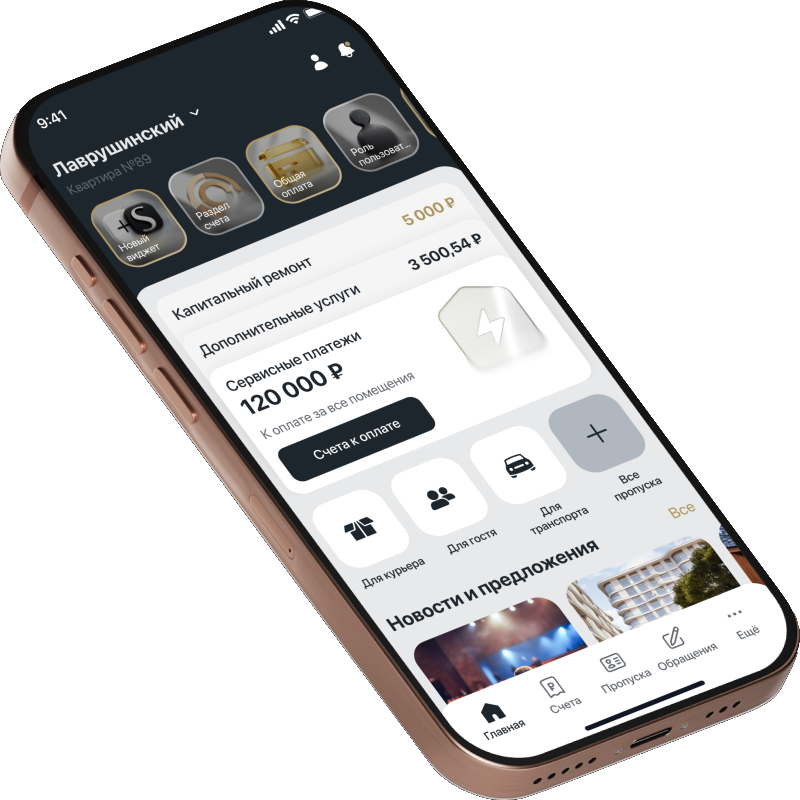 9:41
Лаврушинский
Квартира №89
+S
Новый
виджет
Раздел
счета
Общая
оплата
Роль
пользоват...
Капитальный ремонт
5 000 ₽
Дополнительные услуги
3 500,54 ₽
Сервисные платежи
120 000 ₽
К оплате за все помещения
Счета к оплате
Для курьера
Для гостя
Для
транспорта
Все
пропуска
Новости и предложения
Все
Главная
Счета
Пропуска
Обращения
Ещё